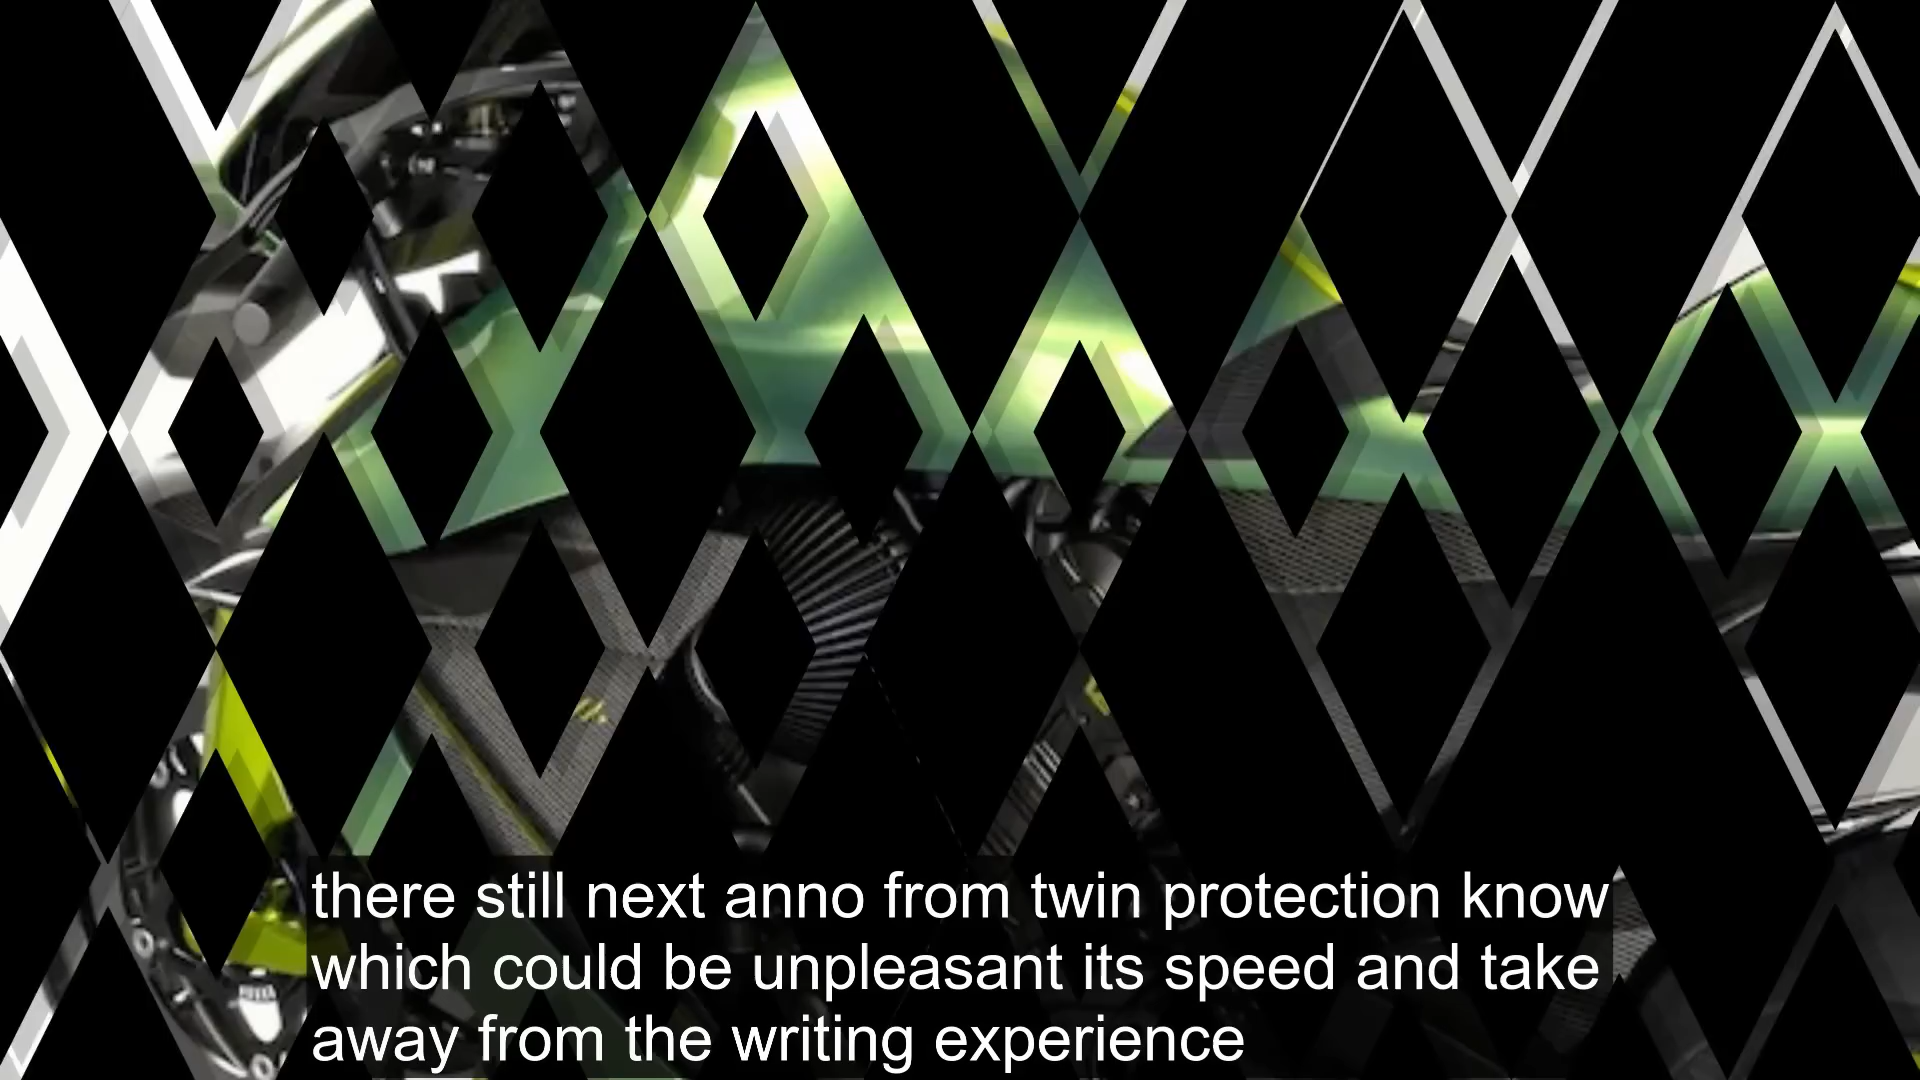 there still next anno from twin protection know
which could be unpleasant its speed and take
away from the writing experience